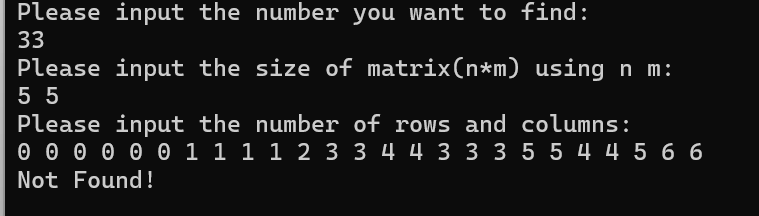 Please input the number you want to find:
33
Please input the size of matrix(n*m) using n m:
5 5
Please input the number of rows and columns:
0 0 0 0 0 0 1 1 1 1 2 3 3 4 4 3 3 3 5 5 4 4 5 6 6
Not Found!